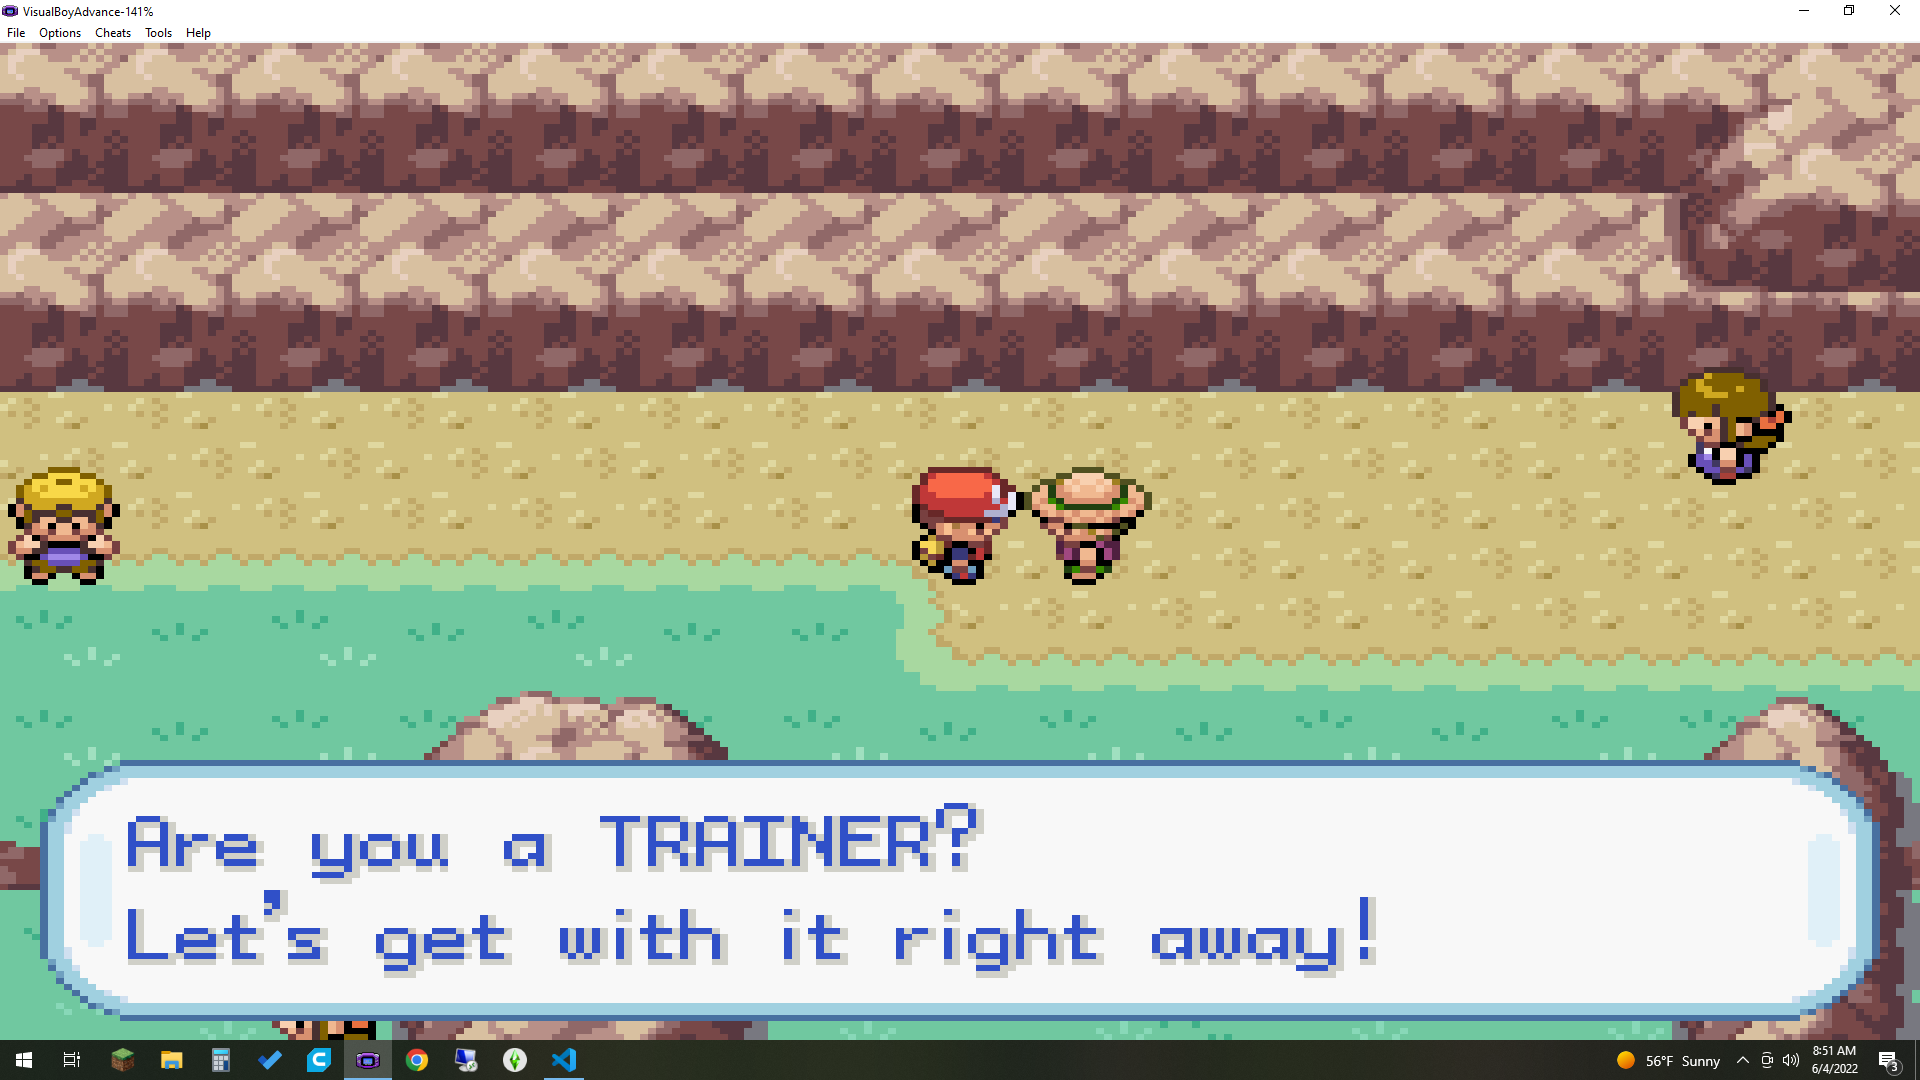 VisualBoyAdvance-141%
File Options Cheats Tools Help
Are you a TRAINER?
Let's get with it right away!
56°F Sunny
8:51 AM
6/4/2022
3